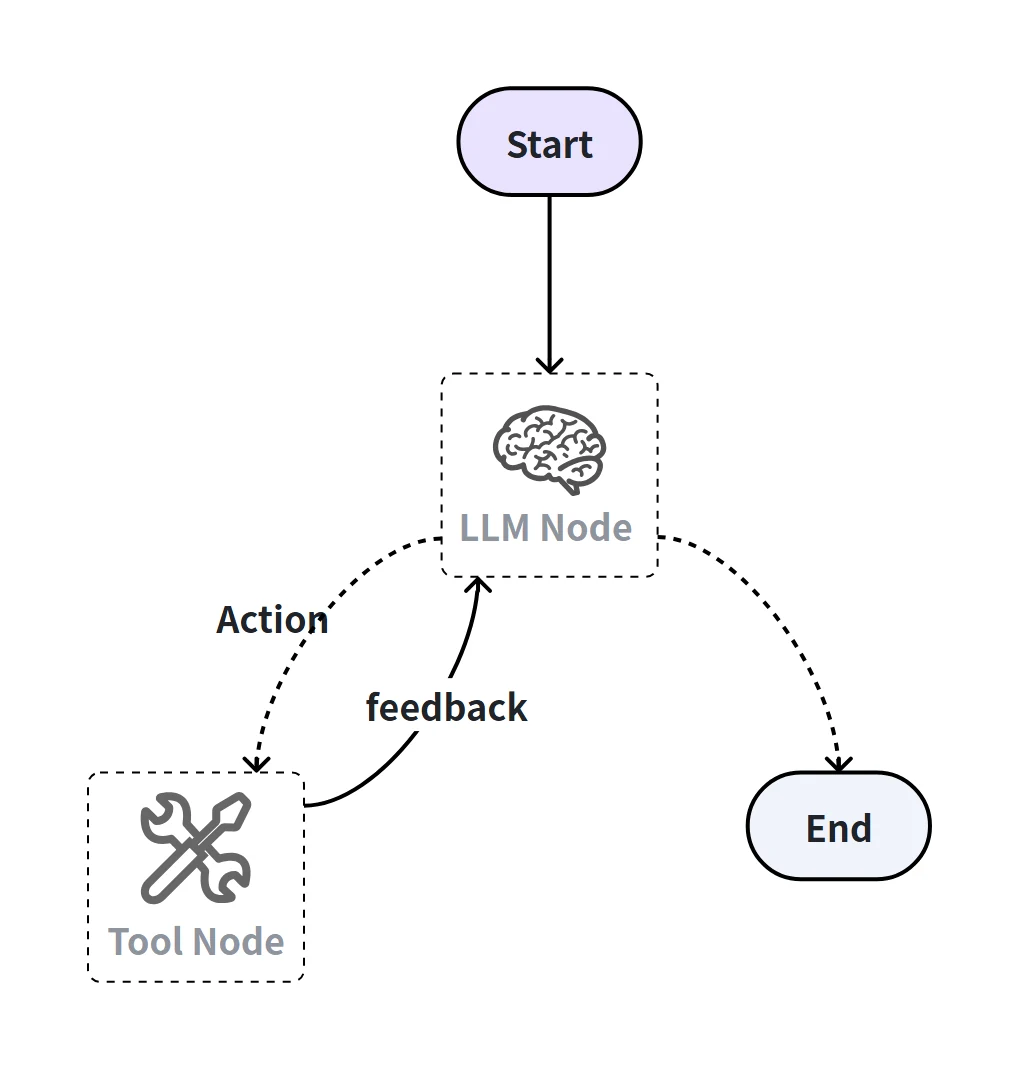 Start
LLM Node
Action
feedback
End
Tool Node